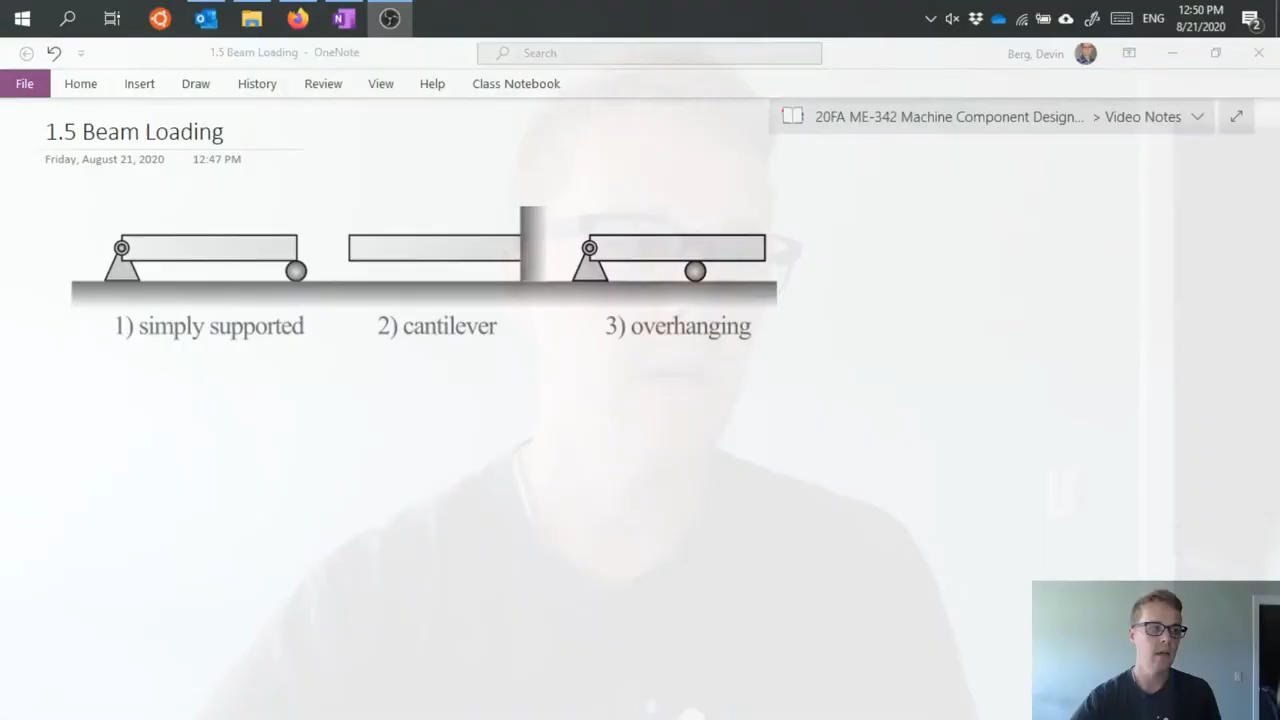 12:50 PM
ENG
8/21/2020
2
1.5 Beam Loading - OneNote
Search
Berg, Devin
File Home Insert Draw History Review View Help Class Notebook
20FA ME-342 Machine Component Design... > Video Notes
1.5 Beam Loading
Friday, August 21, 2020 12:47 PM
1) simply supported 2) cantilever 3) overhanging